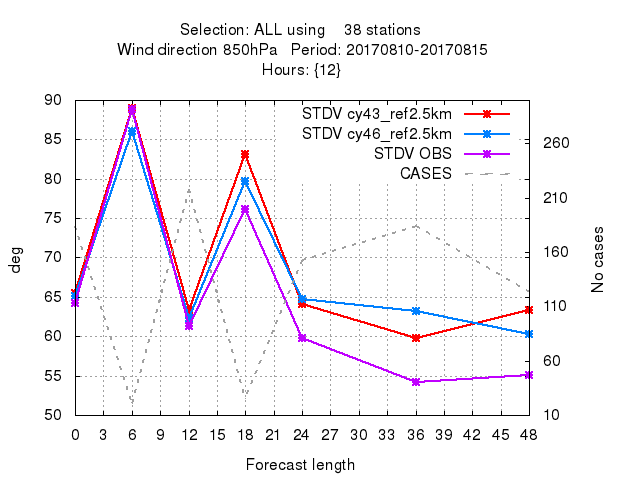 Selection: ALL using 38 stations
Wind direction 850hPa Period: 20170810-20170815
Hours: {12}
STDV cy43_ref2.5km
STDV cy46_ref2.5km
STDV OBS
CASES
90
85
80
75
70
65
60
55
50
deg
260
210
160
110
60
10
No cases
0 3 6 9 12 15 18 21 24 27 30 33 36 39 42 45 48
Forecast length